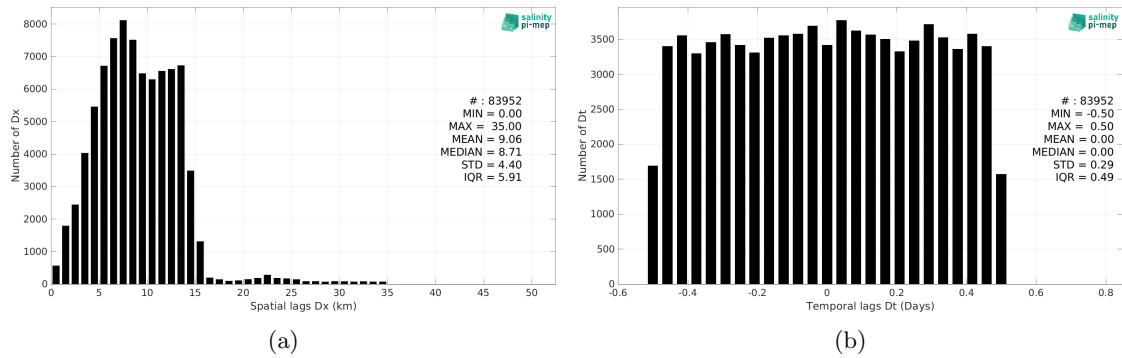 8000
7000
6000
5000
4000
3000
2000
1000
0
Number of Dx
salinity
pi-mep
# : 83952
MIN = 0.00
MAX = 35.00
MEAN = 9.06
MEDIAN = 8.71
STD = 4.40
IQR = 5.91
0 5 10 15 20 25 30 35 40 45 50
Spatial lags Dx (km)
(a)
3500
3000
2500
2000
1500
1000
500
0
Number of Dt
salinity
pi-mep
# : 83952
MIN = -0.50
MAX = 0.50
MEAN = 0.00
MEDIAN = 0.00
STD = 0.29
IQR = 0.49
-0.6 -0.4 -0.2 0 0.2 0.4 0.6 0.8
Temporal lags Dt (Days)
(b)